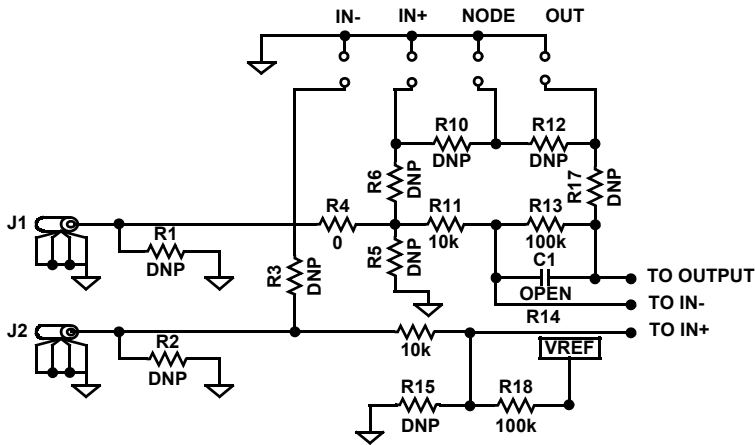 IN- IN+ NODE OUT
R10 R12
DNP DNP
R6 DNP R17 DNP
J1 R1 R4 R11 R13
DNP 0 10k 100k
R3 DNP R5 DNP C1
OPEN
TO OUTPUT
TO IN-
R14
TO IN+
J2 R2 10k VREF
DNP
R15 R18
DNP 100k